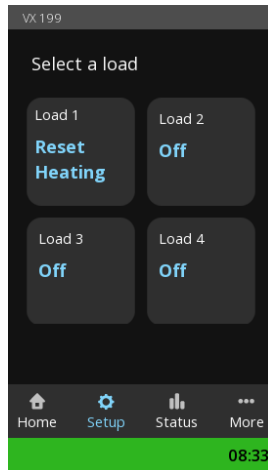 VX 199
Select a load
Load 1
Reset
Heating
Load 2
Off
Load 3
Off
Load 4
Off
Home Setup Status More
08:33